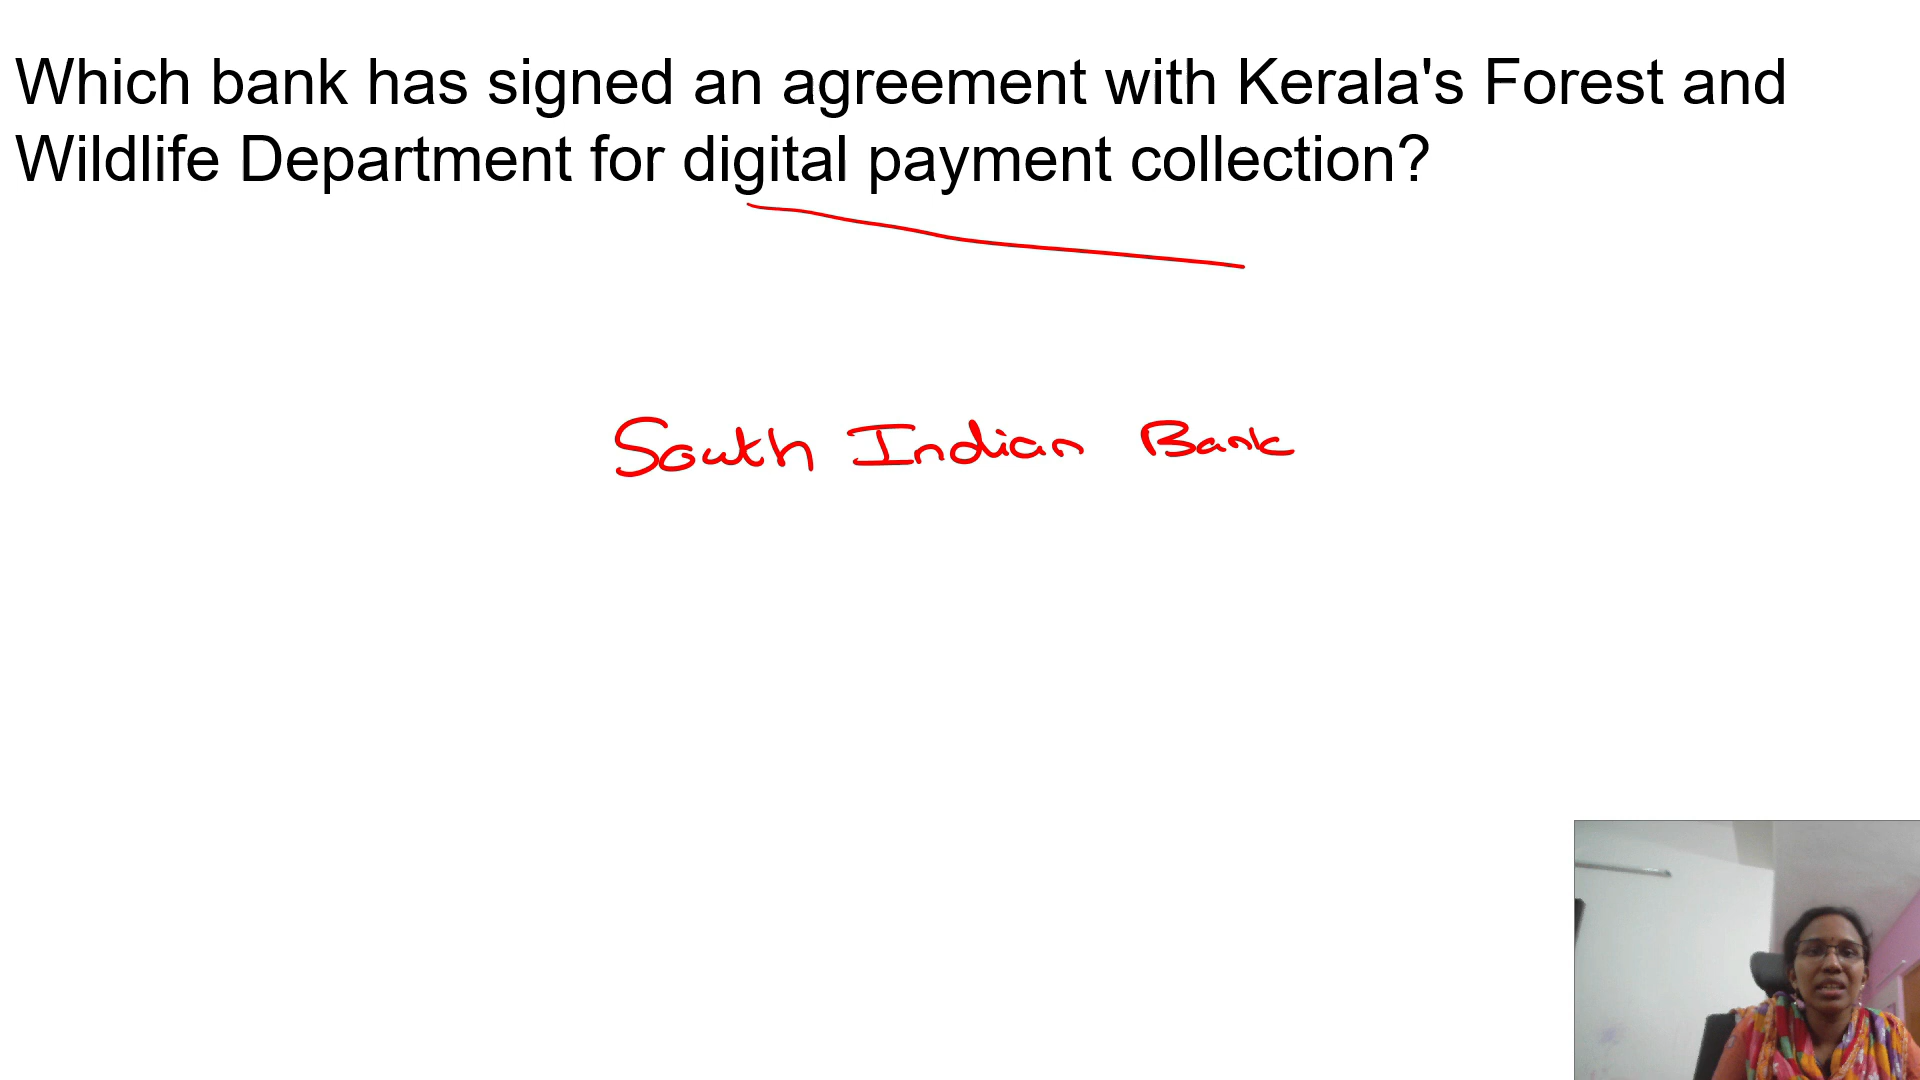 Which bank has signed an agreement with Kerala's Forest and
Wildlife Department for digital payment collection?
South Indian Bank